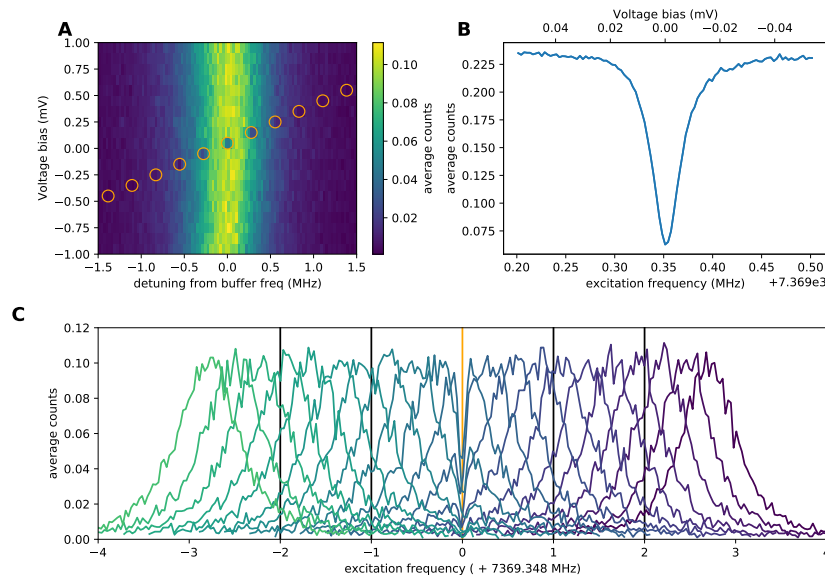 A
1.00
0.75
0.50
0.25
0.00
−0.25
−0.50
−0.75
−1.00
Voltage bias (mV)
−1.5 −1.0 −0.5 0.0 0.5 1.0 1.5
detuning from buffer freq (MHz)
0.10
0.08
0.06
0.04
0.02
average counts
B
Voltage bias (mV)
0.04 0.02 0.00 −0.02 −0.04
0.225
0.200
0.175
0.150
0.125
0.100
0.075
average counts
0.20 0.25 0.30 0.35 0.40 0.45 0.50
excitation frequency (MHz)
+7.369e3
C
0.12
0.10
0.08
0.06
0.04
0.02
0.00
average counts
−4 −3 −2 −1 0 1 2 3 4
excitation frequency ( + 7369.348 MHz)